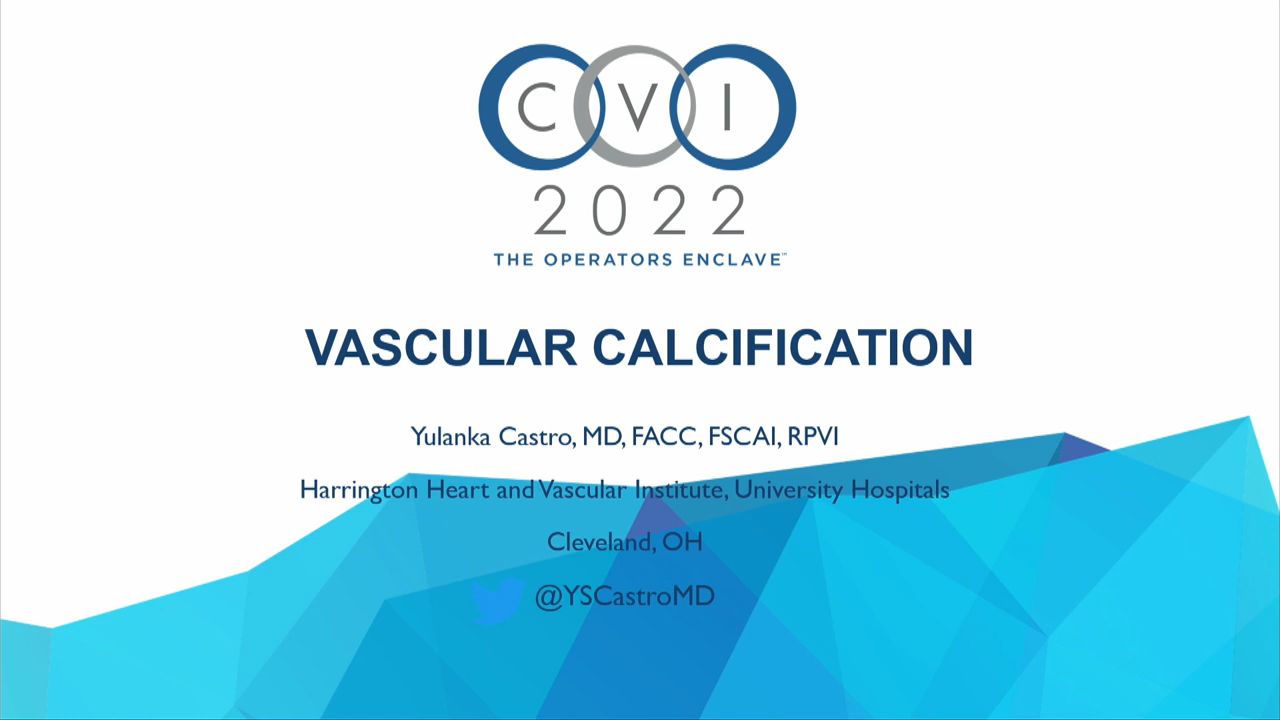 CVI
2022
THE OPERATORS ENCLAVE™
VASCULAR CALCIFICATION
Yulanka Castro, MD, FACC, FSCAI, RPVI
Harrington Heart and Vascular Institute, University Hospitals
Cleveland, OH
@YSCastroMD